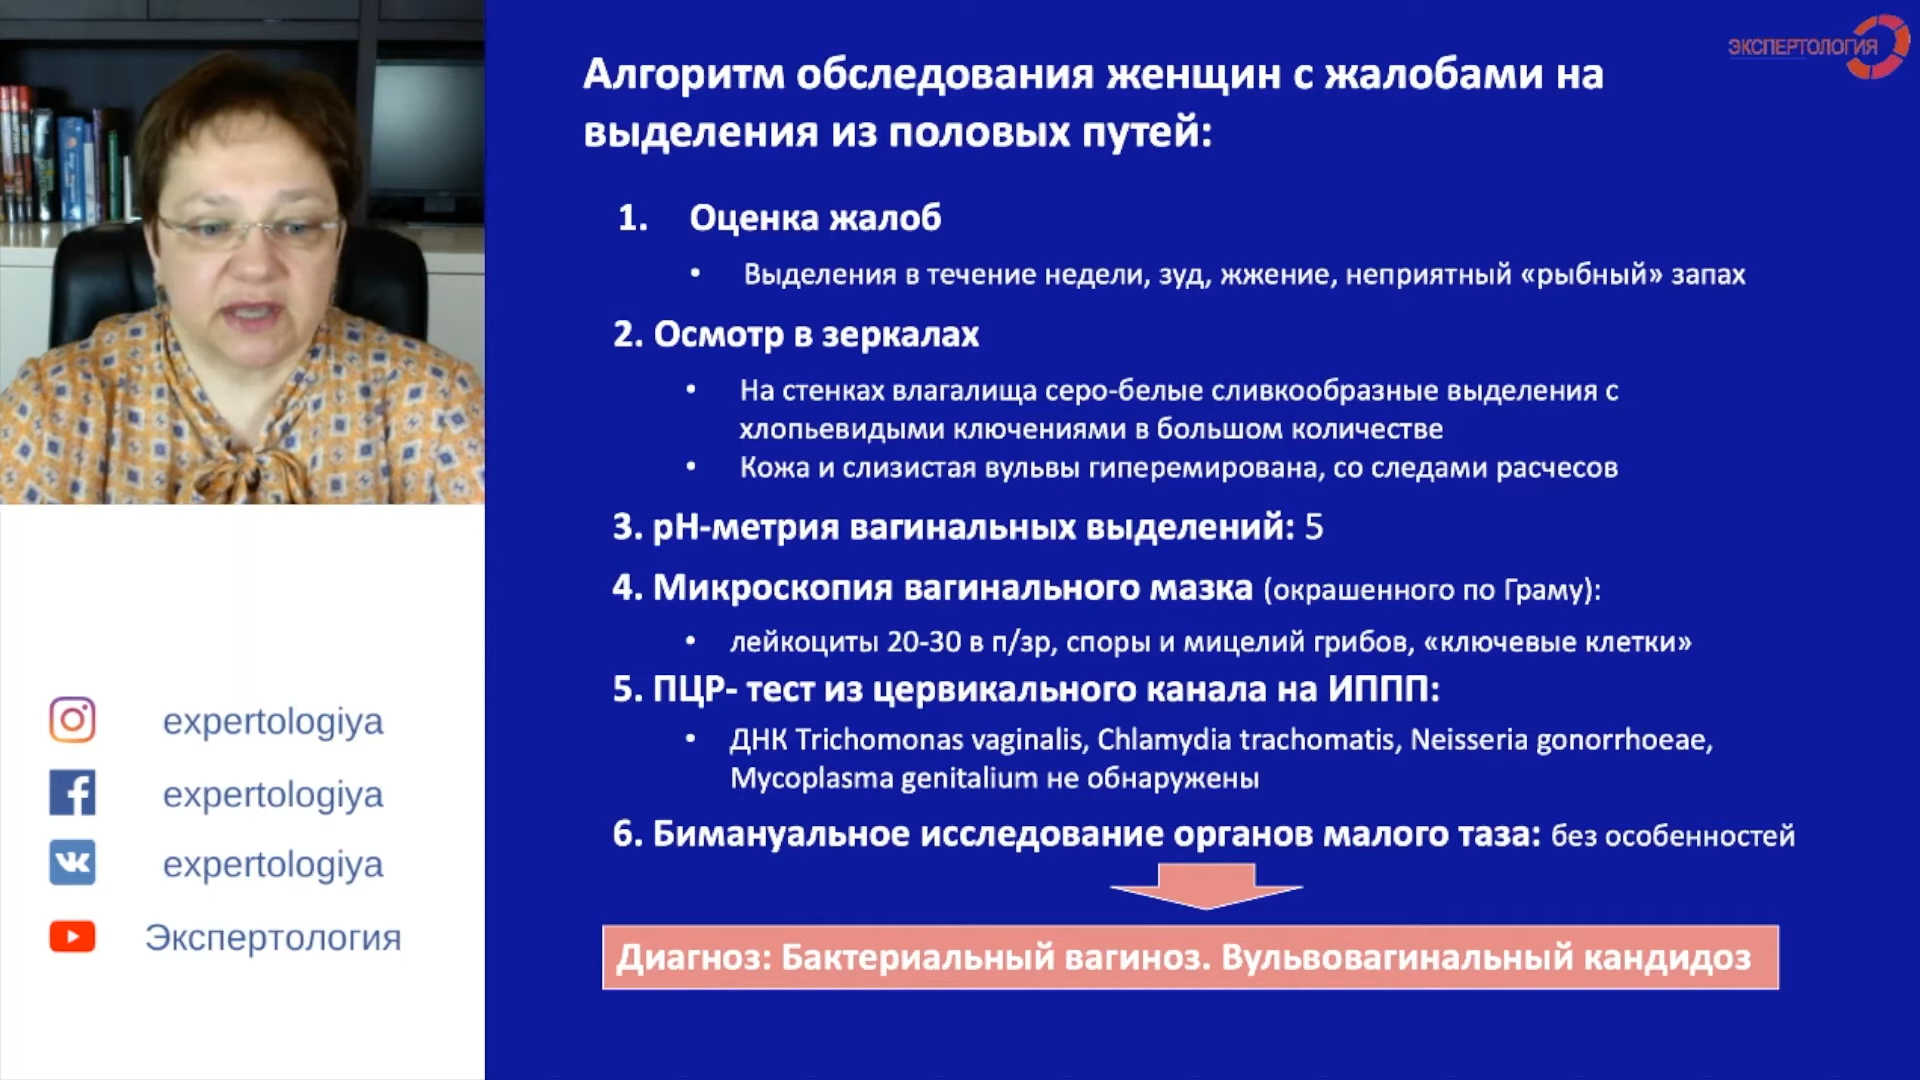 ЭКСПЕРТОЛОГИЯ
Алгоритм обследования женщин с жалобами на
выделения из половых путей:
1. Оценка жалоб
• Выделения в течение недели, зуд, жжение, неприятный «рыбный» запах
2. Осмотр в зеркалах
• На стенках влагалища серо-белые сливкообразные выделения с
хлопьевидыми ключениями в большом количестве
• Кожа и слизистая вульвы гиперемирована, со следами расчесов
3. рН-метрия вагинальных выделений: 5
4. Микроскопия вагинального мазка (окрашенного по Граму):
• лейкоциты 20-30 в п/зр, споры и мицелий грибов, «ключевые клетки»
5. ПЦР- тест из цервикального канала на ИППП:
• ДНК Trichomonas vaginalis, Chlamydia trachomatis, Neisseria gonorrhoeae,
Mycoplasma genitalium не обнаружены
6. Бимануальное исследование органов малого таза: без особенностей
Диагноз: Бактериальный вагиноз. Вульвовагинальный кандидоз
expertologiya
expertologiya
expertologiya
Экспертология